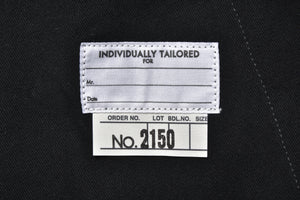 INDIVIDUALLY TAILORED
FOR
Mr.
Date
ORDER NO. LOT BDL.NO. SIZE
No. 2150